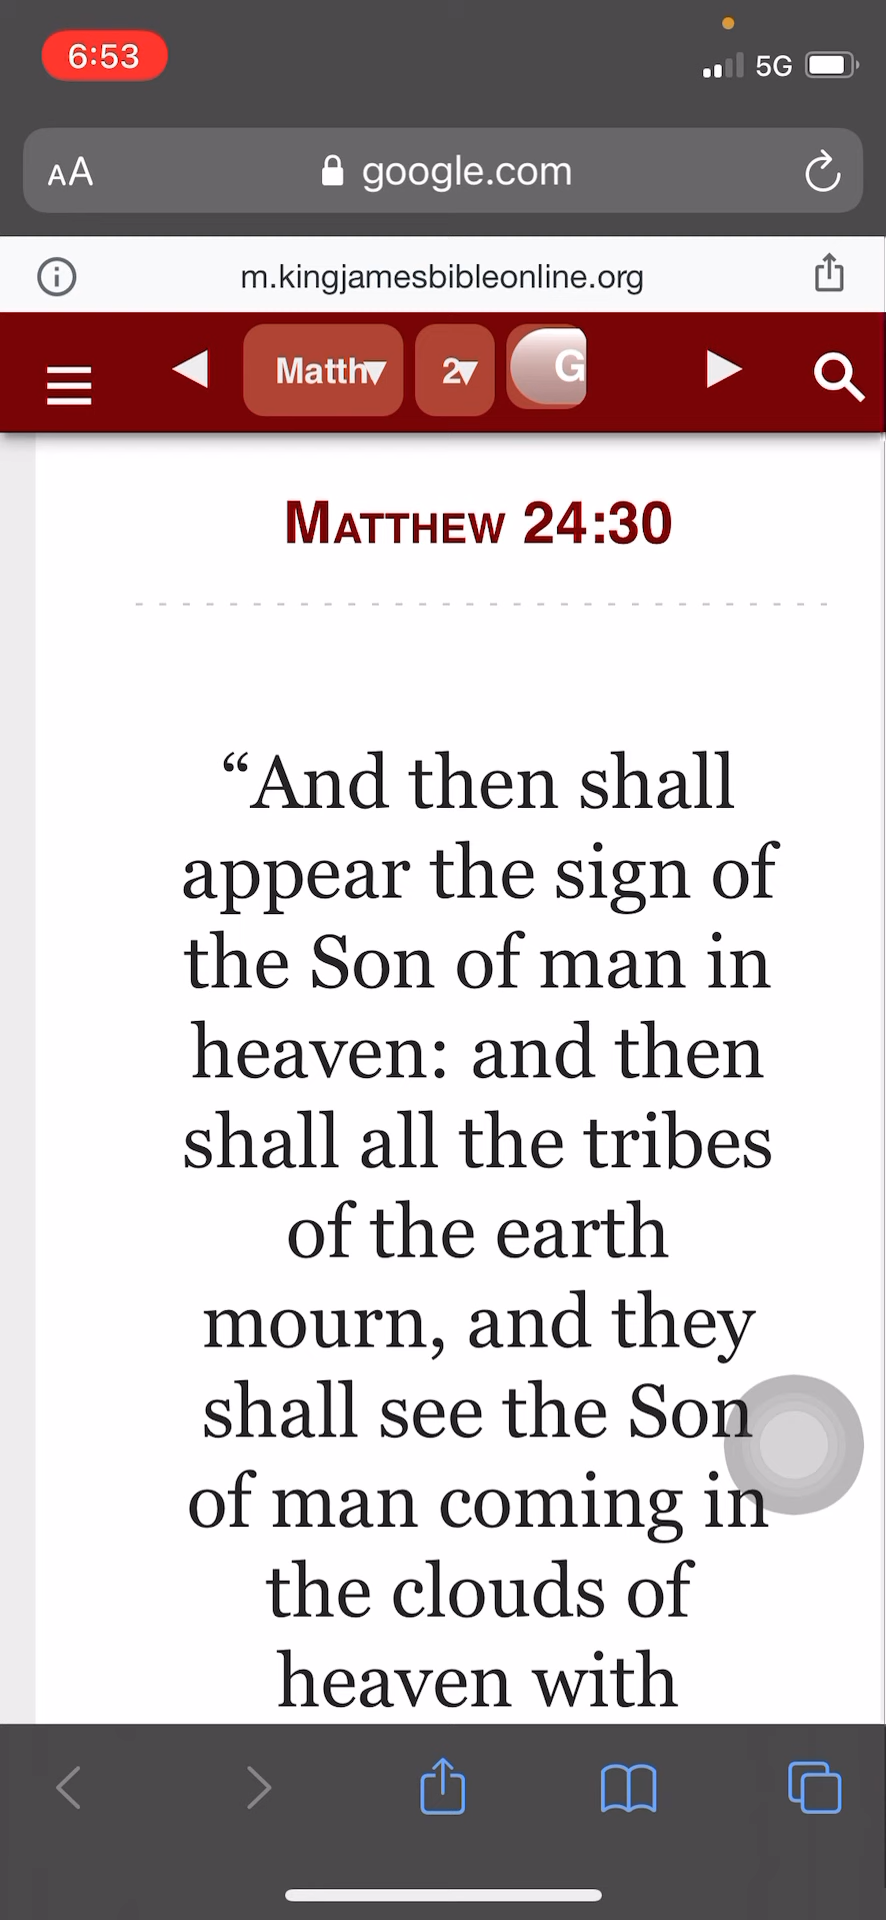 6:53
5G
AA google.com
m.kingjamesbibleonline.org
Matth 2 G
MATTHEW 24:30
“And then shall
appear the sign of
the Son of man in
heaven: and then
shall all the tribes
of the earth
mourn, and they
shall see the Son
of man coming in
the clouds of
heaven with